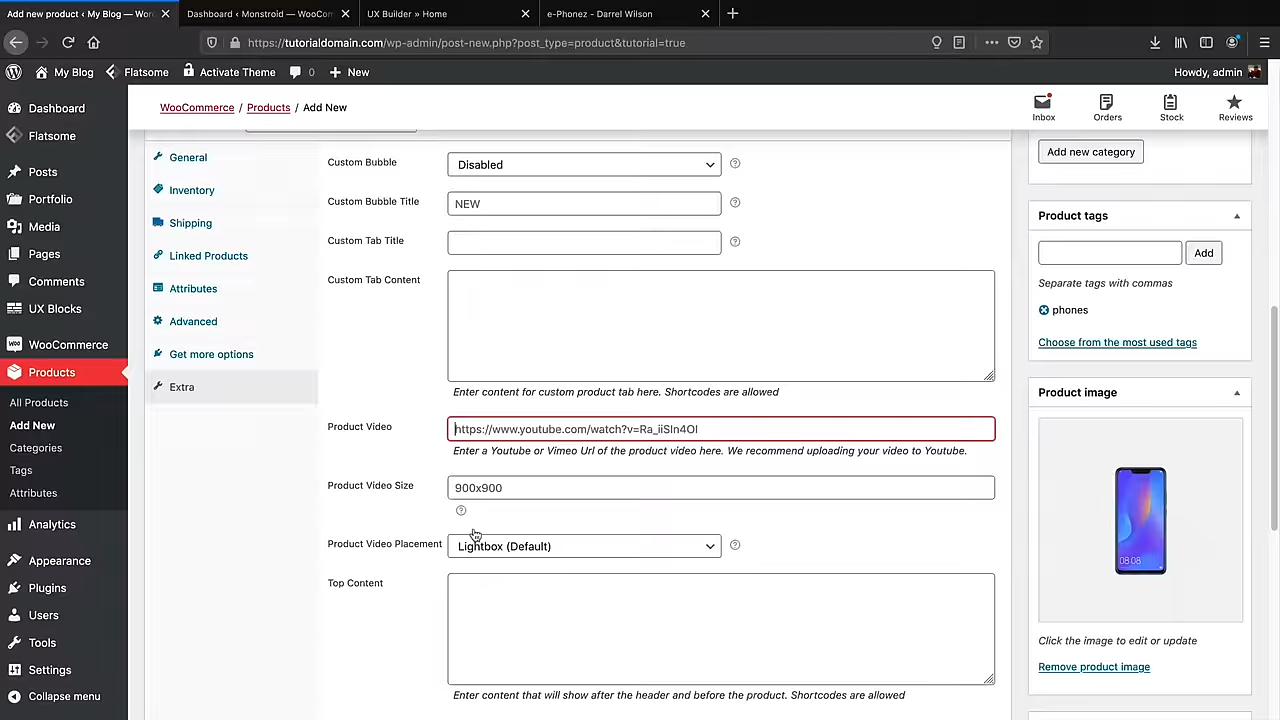 Add new product ‹ My Blog — Wor
Dashboard ‹ Monstroid — WooCom
UX Builder » Home
e-Phonez – Darrel Wilson
https://tutorialdomain.com/wp-admin/post-new.php?post_type=product&tutorial=true
My Blog
Flatsome
Activate Theme
0
New
Howdy, admin
Dashboard
Flatsome
Posts
Portfolio
Media
Pages
Comments
UX Blocks
WooCommerce
Products
All Products
Add New
Categories
Tags
Attributes
Analytics
Appearance
Plugins
Users
Tools
Settings
Collapse menu
WooCommerce / Products / Add New
Inbox
Orders
Stock
Reviews
General
Inventory
Shipping
Linked Products
Attributes
Advanced
Get more options
Extra
Custom Bubble
Disabled
Custom Bubble Title
NEW
Custom Tab Title
Custom Tab Content
Enter content for custom product tab here. Shortcodes are allowed
Product Video
https://www.youtube.com/watch?v=Ra_iiSIn4OI
Enter a Youtube or Vimeo Url of the product video here. We recommend uploading your video to Youtube.
Product Video Size
900x900
Product Video Placement
Lightbox (Default)
Top Content
Enter content that will show after the header and before the product. Shortcodes are allowed
Add new category
Product tags
Add
Separate tags with commas
phones
Choose from the most used tags
Product image
08:08
Click the image to edit or update
Remove product image